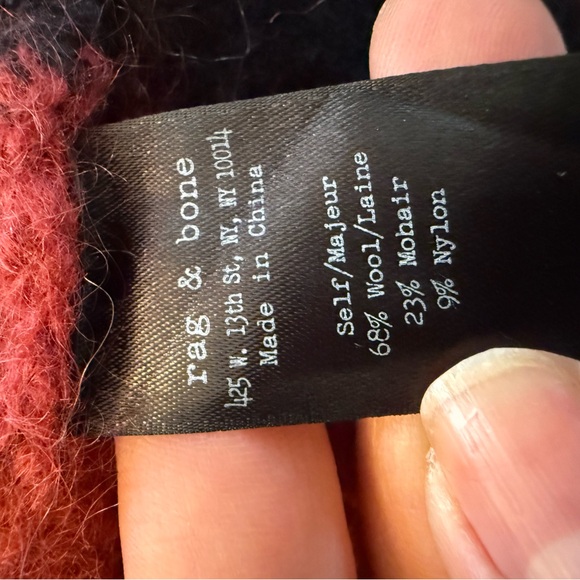 rag & bone
425 W. 13th St, NY, NY 10014
Made in China
Self/Majeur
68% Wool/Laine
23% Mohair
9% Nylon